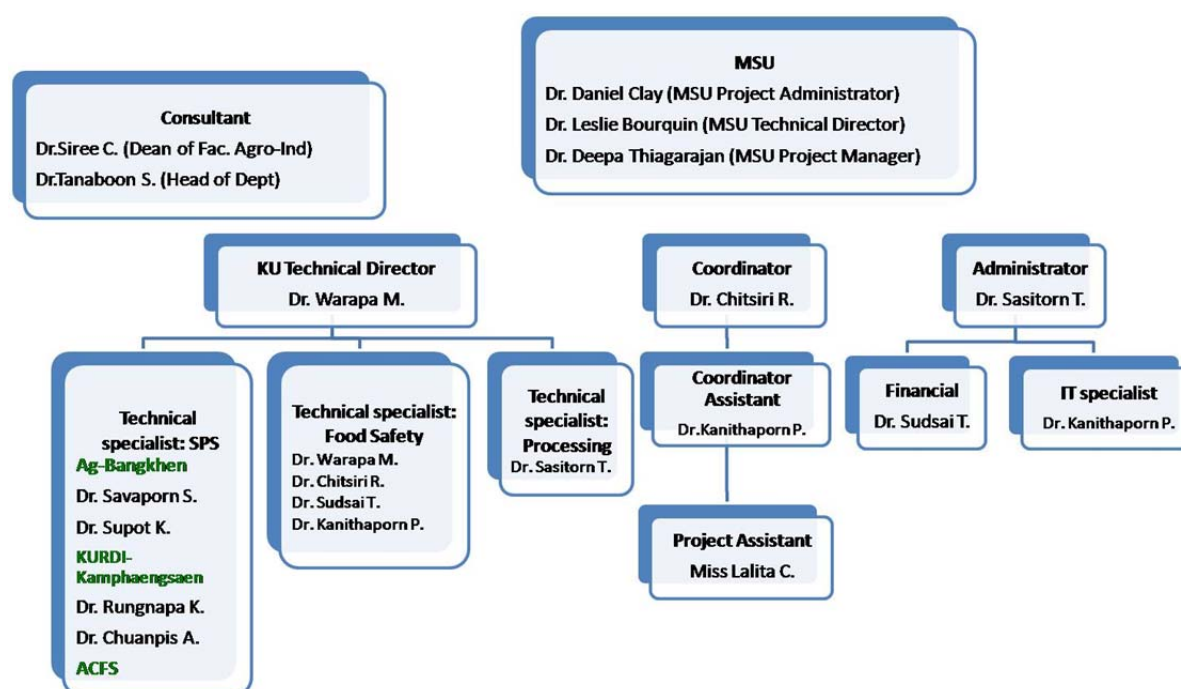 MSU
Dr. Daniel Clay (MSU Project Administrator)
Dr. Leslie Bourquin (MSU Technical Director)
Dr. Deepa Thiagarajan (MSU Project Manager)
Consultant
Dr.Siree C. (Dean of Fac. Agro-Ind)
Dr.Tanaboon S. (Head of Dept)
KU Technical Director
Dr. Warapa M.
Coordinator
Dr. Chitsiri R.
Administrator
Dr. Sasitorn T.
Technical
specialist: SPS
Ag-Bangkhen
Dr. Savaporn S.
Dr. Supot K.
KURDI-
Kamphaengsaen
Dr. Rungnapa K.
Dr. Chuanpis A.
ACFS
Technical specialist:
Food Safety
Dr. Warapa M.
Dr. Chitsiri R.
Dr. Sudsai T.
Dr. Kanithaporn P.
Technical
specialist:
Processing
Dr. Sasitorn T.
Coordinator
Assistant
Dr.Kanithaporn P.
Project Assistant
Miss Lalita C.
Financial
Dr. Sudsai T.
IT specialist
Dr. Kanithaporn P.